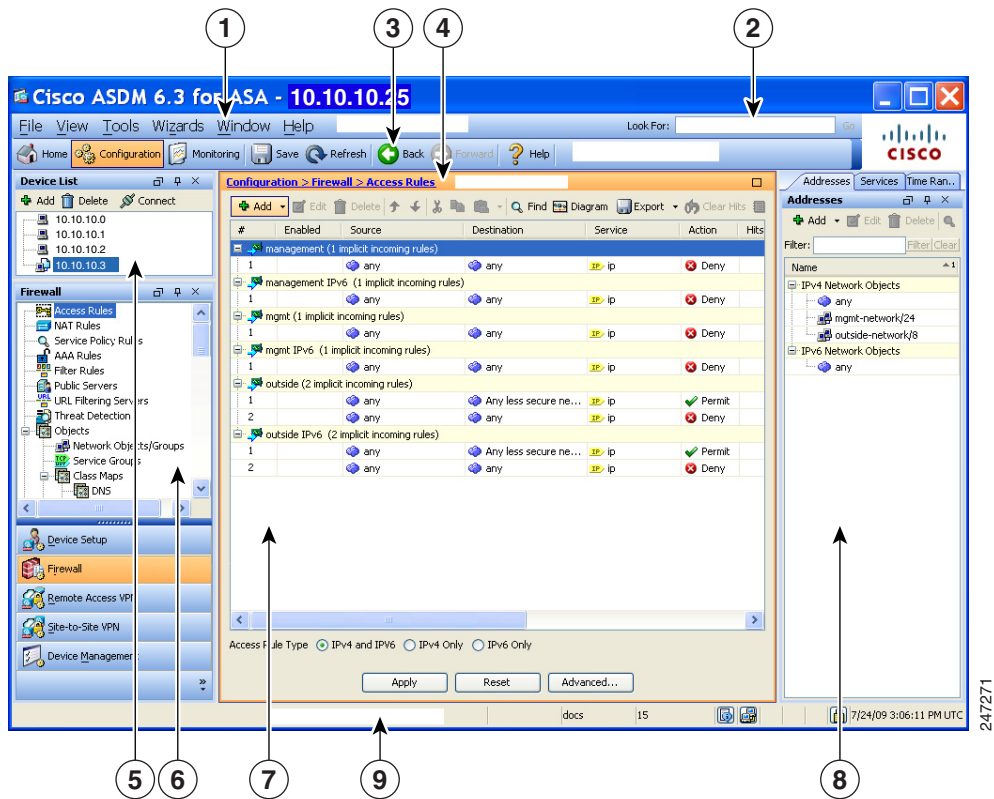 1 2 3 4
Cisco ASDM 6.3 for ASA - 10.10.10.25
File View Tools Wizards Window Help Look For: Go
Home Configuration Monitoring Save Refresh Back Forward Help
CISCO
Device List
Add Delete Connect
10.10.10.0
10.10.10.1
10.10.10.2
10.10.10.3
Firewall
Access Rules
NAT Rules
Service Policy Rules
AAA Rules
Filter Rules
Public Servers
URL Filtering Servers
Threat Detection
Objects
Network Objects/Groups
Service Groups
Class Maps
DNS
Device Setup
Firewall
Remote Access VPN
Site-to-Site VPN
Device Management
Configuration > Firewall > Access Rules
Add Edit Delete Find Diagram Export Clear Hits
# Enabled Source Destination Service Action Hits
management (1 implicit incoming rules)
1 any any IP ip Deny
management IPv6 (1 implicit incoming rules)
1 any any IP ip Deny
mgmt (1 implicit incoming rules)
1 any any IP ip Deny
mgmt IPv6 (1 implicit incoming rules)
1 any any IP ip Deny
outside (2 implicit incoming rules)
1 any Any less secure ne... IP ip Permit
2 any any IP ip Deny
outside IPv6 (2 implicit incoming rules)
1 any Any less secure ne... IP ip Permit
2 any any IP ip Deny
Access Rule Type IPv4 and IPV6 IPv4 Only IPv6 Only
Apply Reset Advanced...
Addresses Services Time Ran..
Addresses
Add Edit Delete
Filter: Filter Clear
Name 1
IPv4 Network Objects
any
mgmt-network/24
outside-network/8
IPv6 Network Objects
any
docs 15 7/24/09 3:06:11 PM UTC
247271
5 6 7 9 8